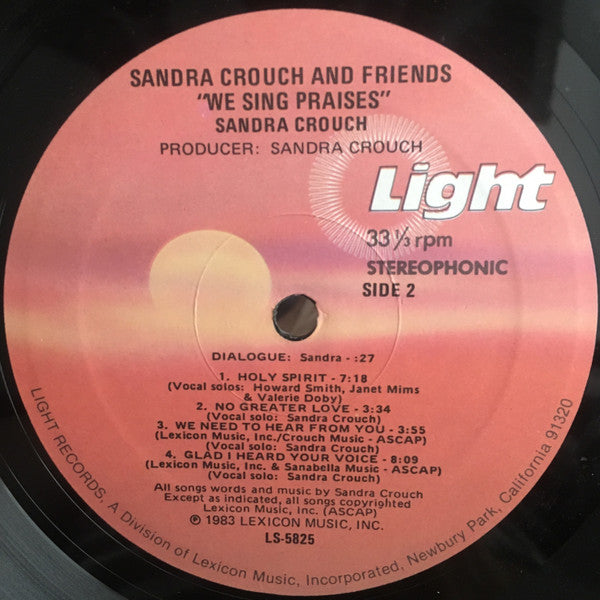 SANDRA CROUCH AND FRIENDS
"WE SING PRAISES"
SANDRA CROUCH
PRODUCER: SANDRA CROUCH
Light
33 ⅓ rpm
STEREOPHONIC
SIDE 2
DIALOGUE: Sandra - :27
1. HOLY SPIRIT - 7:18
(Vocal solos: Howard Smith, Janet Mims
& Valerie Doby)
2. NO GREATER LOVE - 3:34
(Vocal solo: Sandra Crouch)
3. WE NEED TO HEAR FROM YOU - 3:55
(Lexicon Music, Inc./Crouch Music - ASCAP)
(Vocal solo: Sandra Crouch)
4. GLAD I HEARD YOUR VOICE - 8:09
(Lexicon Music, Inc. & Sanabella Music - ASCAP)
(Vocal solo: Sandra Crouch)
All songs words and music by Sandra Crouch
Except as indicated, all songs copyrighted
Lexicon Music, Inc. (ASCAP)
℗ 1983 LEXICON MUSIC, INC.
LS-5825
LIGHT RECORDS, A Division of Lexicon Music, Incorporated, Newbury Park, California 91320